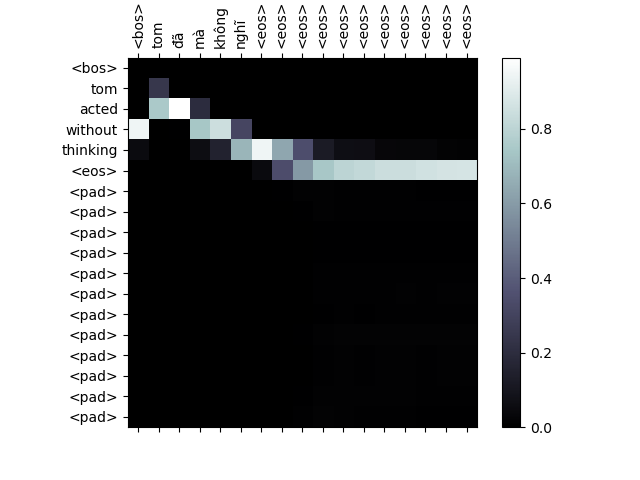 <bos> tom đã mà không nghĩ <eos> <eos> <eos> <eos> <eos> <eos> <eos> <eos> <eos> <eos> <eos>
<bos>
tom
acted
without
thinking
<eos>
<pad>
<pad>
<pad>
<pad>
<pad>
<pad>
<pad>
<pad>
<pad>
<pad>
<pad>
<pad>
0.8
0.6
0.4
0.2
0.0